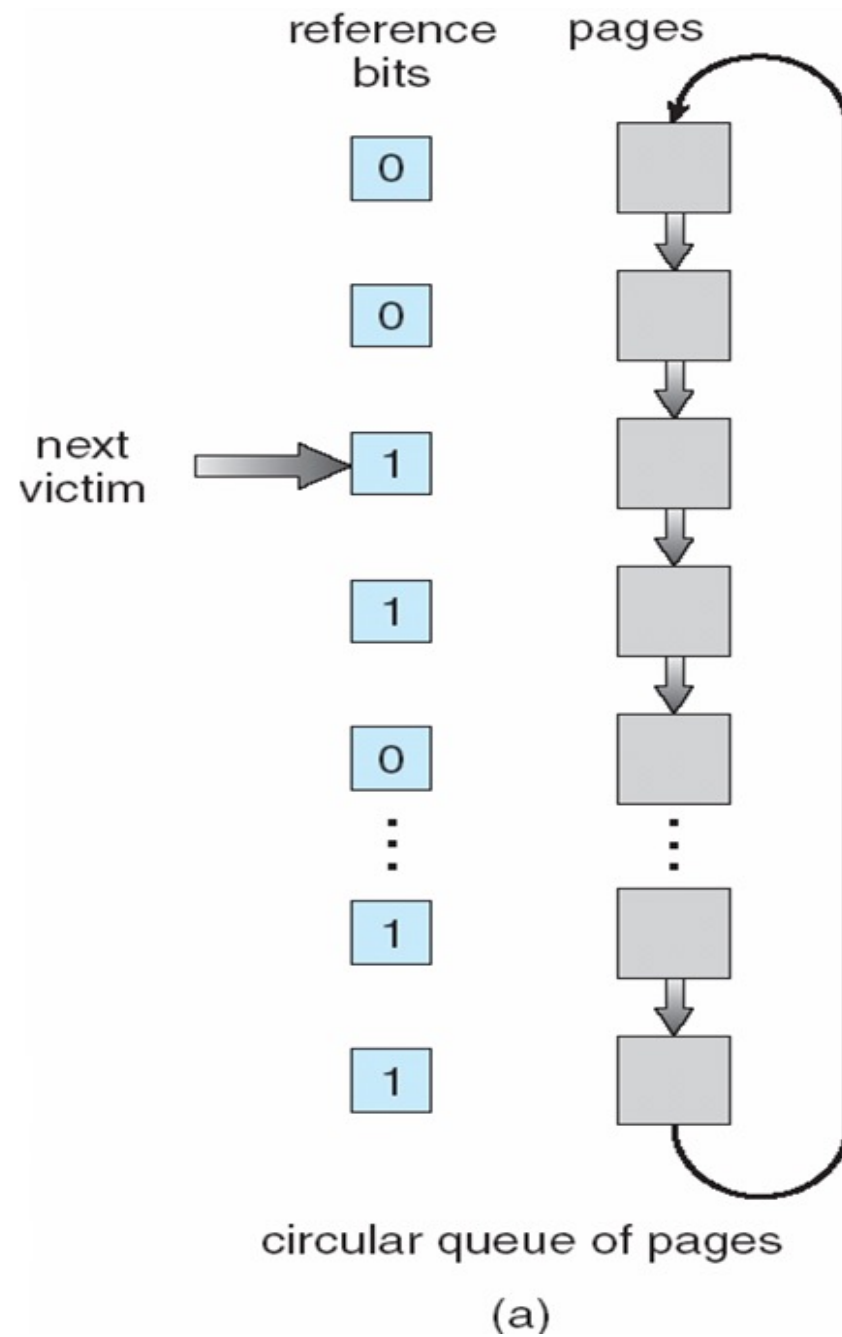 reference bits
pages
0
0
next victim
1
1
0
1
1
circular queue of pages
(a)